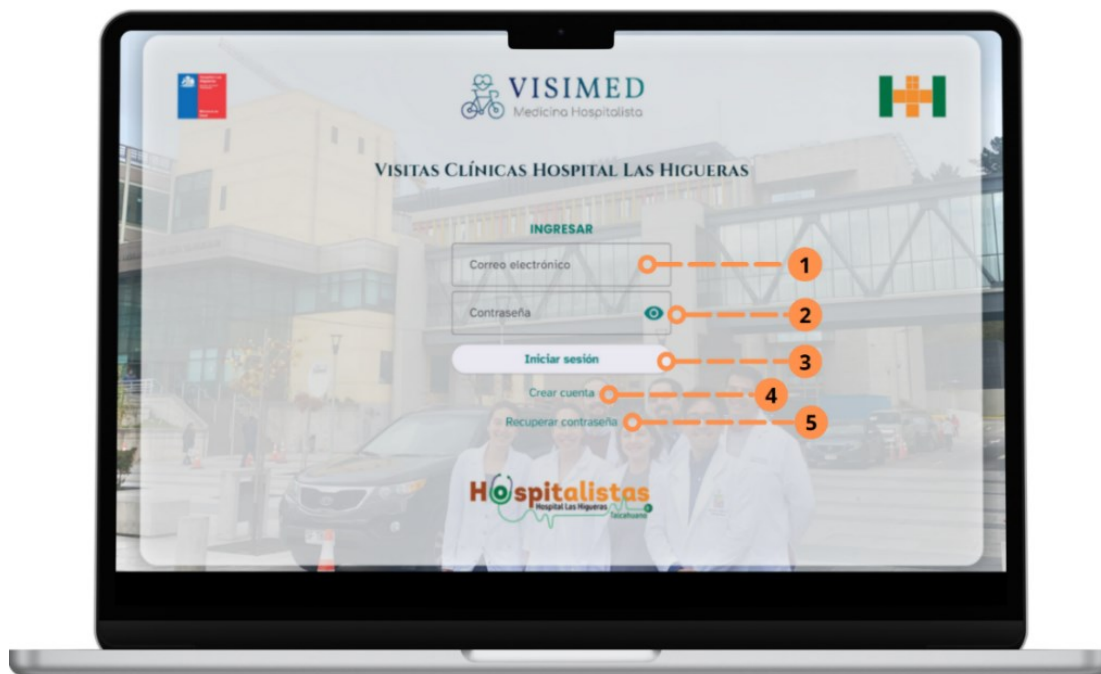 VISIMED
Medicina Hospitalista
VISITAS CLÍNICAS HOSPITAL LAS HIGUERAS
INGRESAR
Correo electrónico
1
Contraseña
2
Iniciar sesión
3
Crear cuenta
4
Recuperar contraseña
5
Hospitalistas
Hospital Las Higueras
Talcahuano